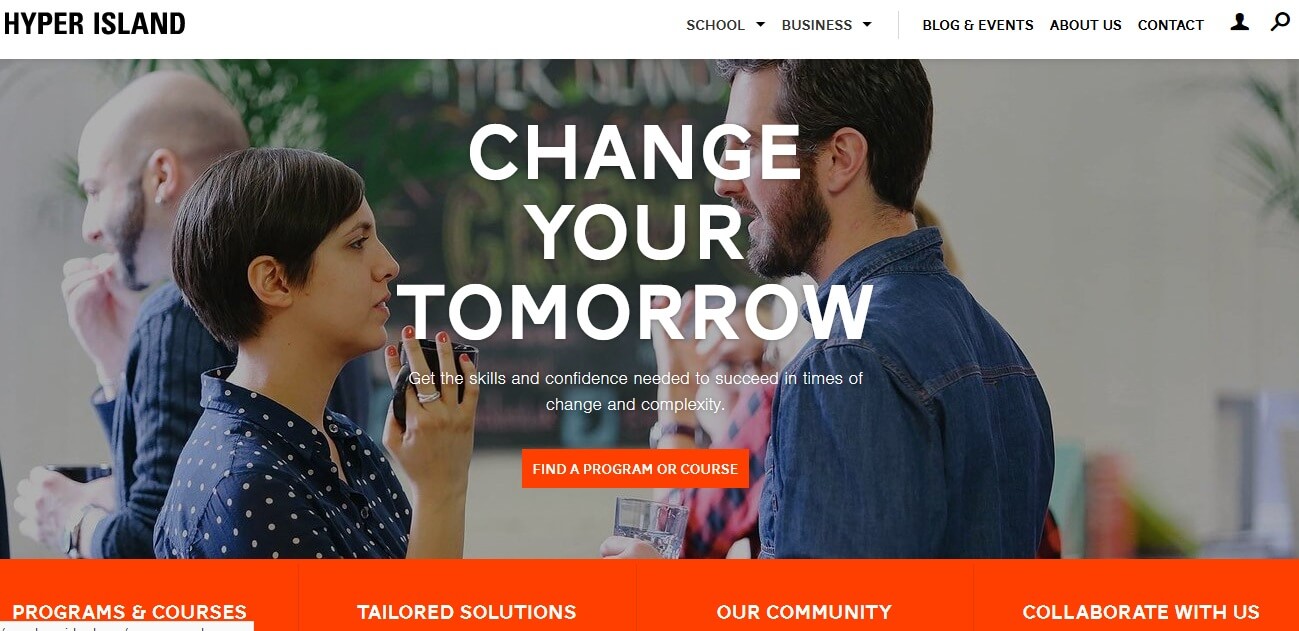 HYPER ISLAND
SCHOOL BUSINESS BLOG & EVENTS ABOUT US CONTACT
CHANGE
YOUR
TOMORROW
Get the skills and confidence needed to succeed in times of
change and complexity.
FIND A PROGRAM OR COURSE
PROGRAMS & COURSES TAILORED SOLUTIONS OUR COMMUNITY COLLABORATE WITH US